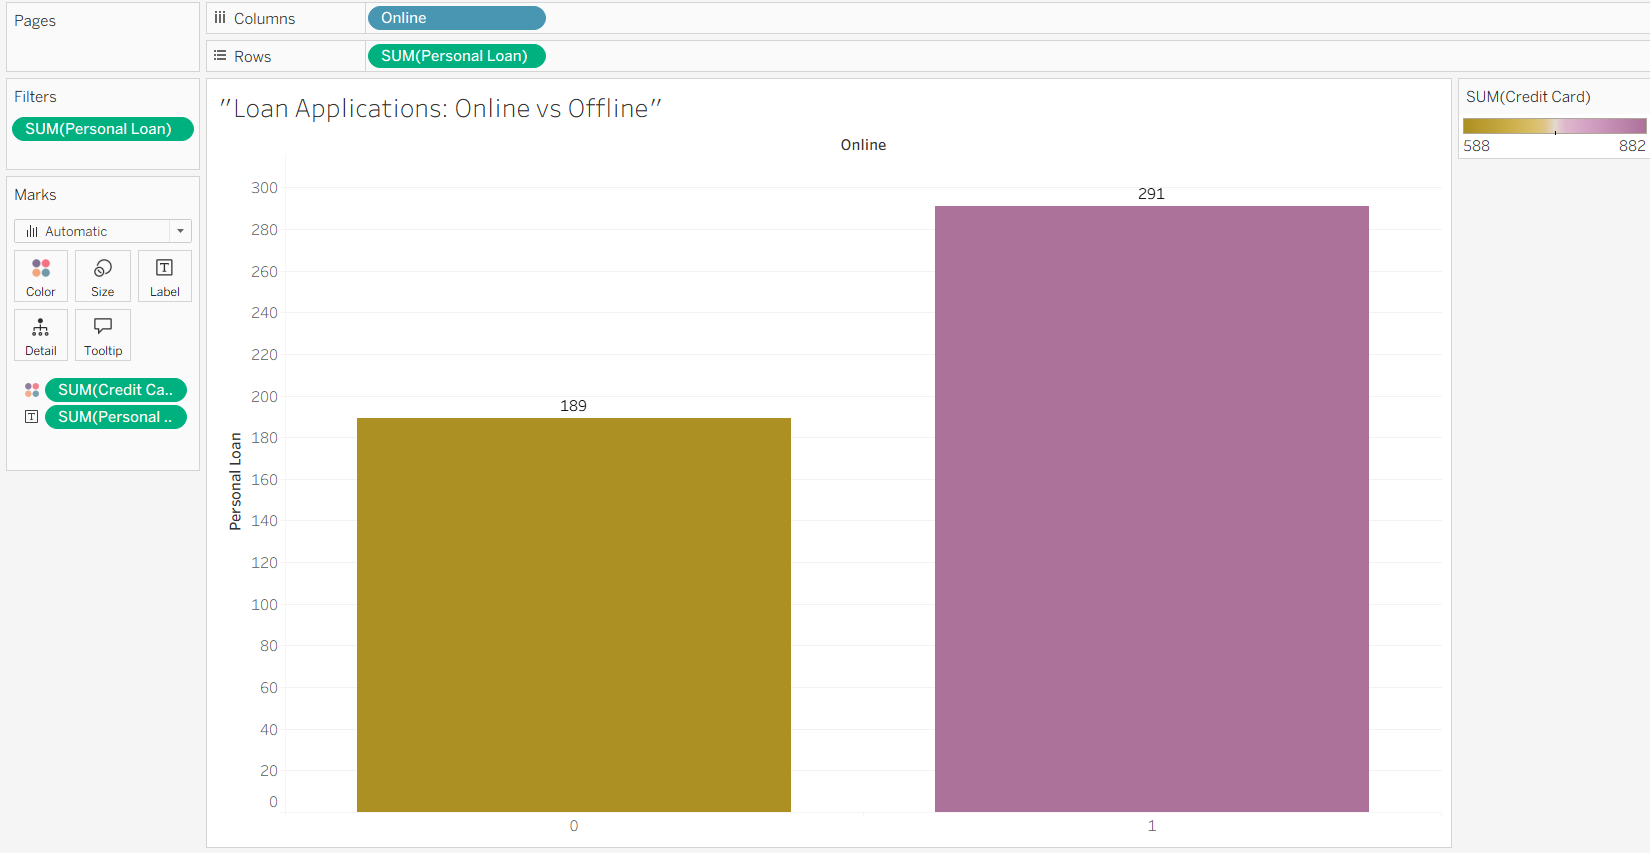 Pages
Columns
Online
Rows
SUM(Personal Loan)
Filters
SUM(Personal Loan)
Marks
Automatic
Color
Size
Label
Detail
Tooltip
SUM(Credit Ca..
SUM(Personal ..
"Loan Applications: Online vs Offline"
Online
Personal Loan
300
280
260
240
220
200
180
160
140
120
100
80
60
40
20
0
189
291
0
1
SUM(Credit Card)
588
882